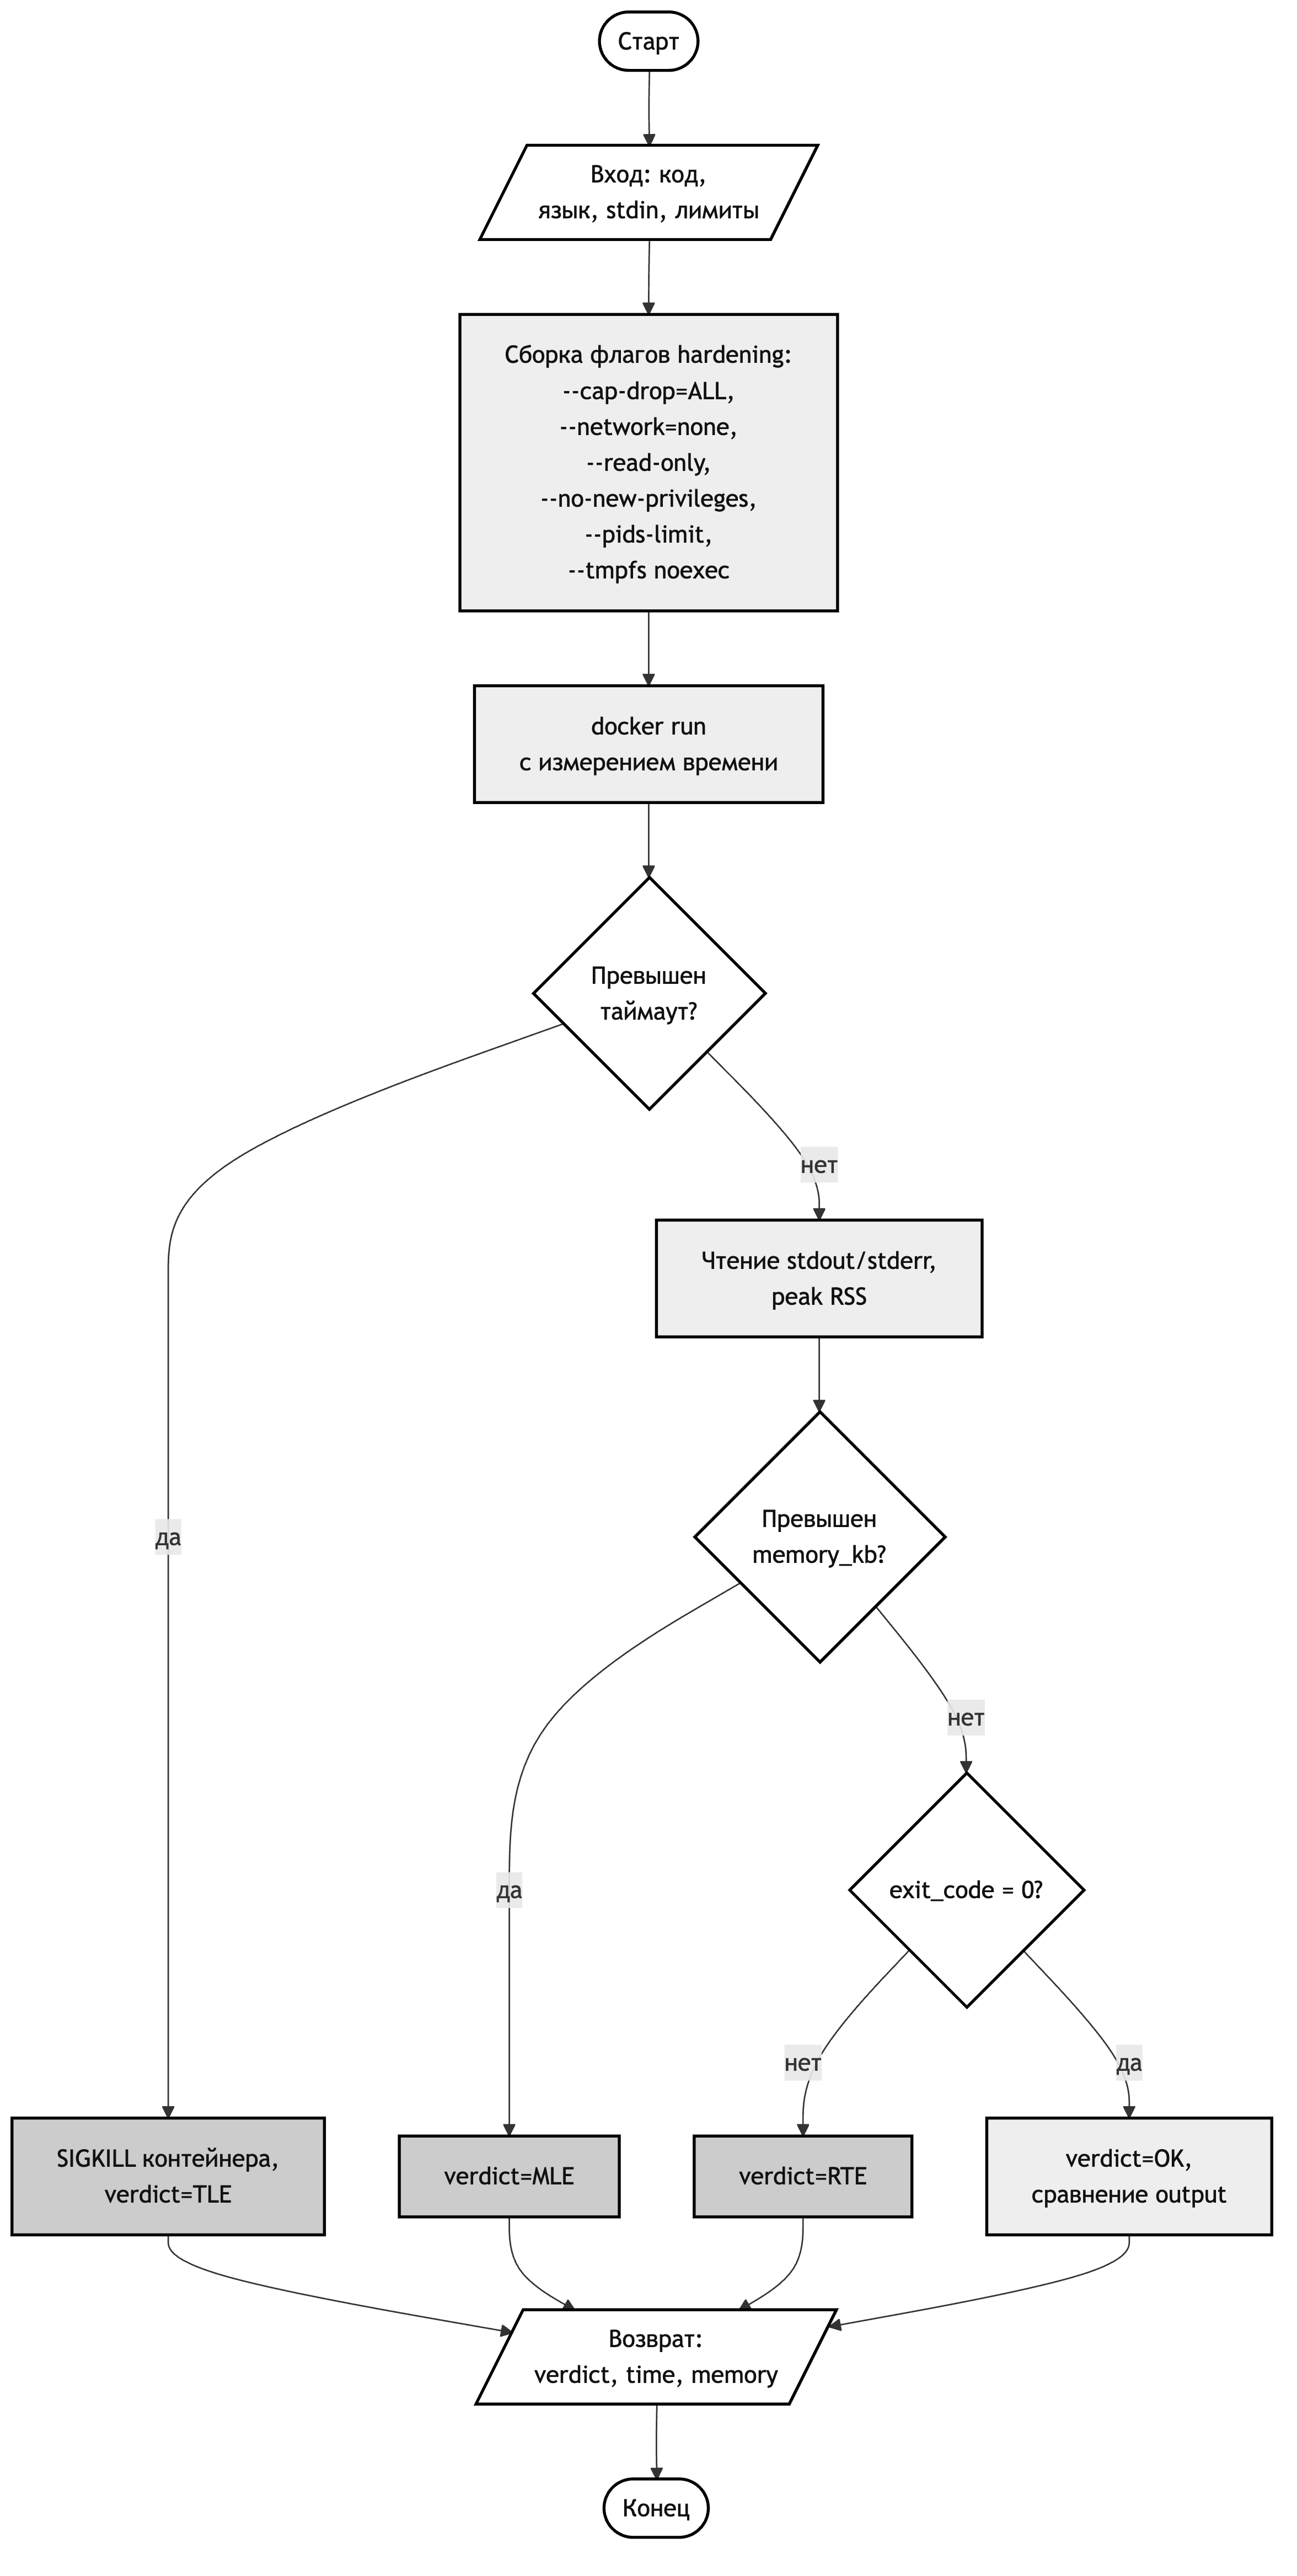 Старт
Вход: код,
язык, stdin, лимиты
Сборка флагов hardening:
--cap-drop=ALL,
--network=none,
--read-only,
--no-new-privileges,
--pids-limit,
--tmpfs noexec
docker run
с измерением времени
Превышен
таймаут?
нет
Чтение stdout/stderr,
peak RSS
да
Превышен
memory_kb?
нет
да
exit_code = 0?
нет
да
SIGKILL контейнера,
verdict=TLE
verdict=MLE
verdict=RTE
verdict=OK,
сравнение output
Возврат:
verdict, time, memory
Конец